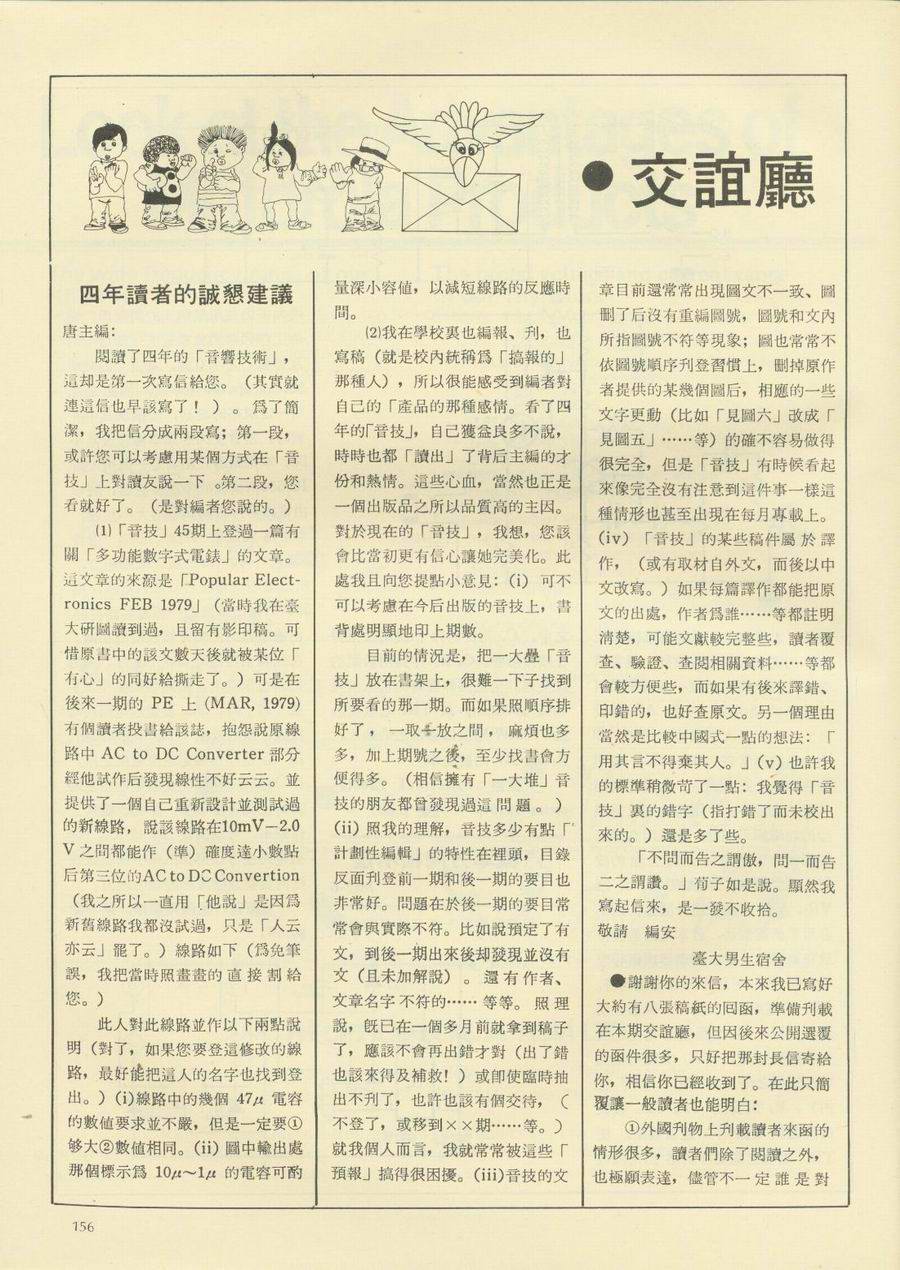 ●交誼廳
四年讀者的誠懇建議
唐主編:
閱讀了四年的「音響技術」,
這却是第一次寫信給您。(其實就
連這信也早該寫了!)。爲了簡
潔,我把信分成兩段寫;第一段,
或許您可以考慮用某個方式在「音
技」上對讀友說一下。第二段,您
看就好了。(是對編者您說的。)
⑴「音技」45期上登過一篇有
關「多功能數字式電錶」的文章。
這文章的來源是「Popular Elect-
ronics FEB 1979」(當時我在臺
大研圖讀到過,且留有影印稿。可
惜原書中的該文數天後就被某位「
有心」的同好給撕走了。)可是在
後來一期的 PE 上(MAR, 1979)
有個讀者投書給該誌,抱怨說原線
路中 AC to DC Converter 部分
經他試作后發現線性不好云云。並
提供了一個自己重新設計並測試過
的新線路,說該線路在10mV－2.0
V 之間都能作(準)確度達小數點
后第三位的AC to DC Convertion
(我之所以一直用「他說」是因爲
新舊線路我都沒試過,只是「人云
亦云」罷了。)線路如下(爲免筆
誤,我把當時照畫畫的直接割給
您。)
此人對此線路並作以下兩點說
明(對了,如果您要登這修改的線
路,最好能把這人的名字也找到登
出。)(i)線路中的幾個 47μ 電容
的數值要求並不嚴,但是一定要①
够大②數値相同。(ii) 圖中輸出處
那個標示爲 10μ～1μ 的電容可酌
量深小容値,以減短線路的反應時
間。
⑵我在學校裏也編報、刋,也
寫稿(就是校內統稱爲「搞報的」
那種人),所以很能感受到編者對
自己的「產品的那種感情。看了四
年的「音技」,自己獲益良多不說,
時時也都「讀出」了背后主編的才
份和熱情。這些心血,當然也正是
一個出版品之所以品質高的主因。
對於現在的「音技」,我想,您該
會比當初更有信心讓她完美化。此
處我且向您提點小意見:(i) 可不
可以考慮在今后出版的音技上,書
背處明顯地印上期數。
目前的情況是,把一大疊「音
技」放在書架上,很難一下子找到
所要看的那一期。而如果照順序排
好了,一取一放之間,麻煩也多
多,加上期號之後,至少找書會方
便得多。(相信擁有「一大堆」音
技的朋友都曾發現過這問題。)
(ii) 照我的理解,音技多少有點「
計劃性編輯」的特性在裡頭,目錄
反面刋登前一期和後一期的要目也
非常好。問題在於後一期的要目常
常會與實際不符。比如說預定了有
文,到後一期出來後却發現並沒有
文(且未加解說)。還有作者、
文章名字不符的……等等。照理
說,旣已在一個多月前就拿到稿子
了,應該不會再出錯才對(出了錯
也該來得及補救!)或卽使臨時抽
出不刋了,也許也該有個交待,(
不登了,或移到××期……等。)
就我個人而言,我就常常被這些「
預報」搞得很困擾。(iii)音技的文
章目前還常常出現圖文不一致、圖
刪了后沒有重編圖號,圖號和文內
所指圖號不符等現象;圖也常常不
依圖號順序刋登習慣上,刪掉原作
者提供的某幾個圖后,相應的一些
文字更動(比如「見圖六」改成「
見圖五」……等)的確不容易做得
很完全,但是「音技」有時候看起
來像完全沒有注意到這件事一樣這
種情形也甚至出現在每月專載上。
(iv) 「音技」的某些稿件屬於譯
作,(或有取材自外文,而後以中
文改寫。)如果每篇譯作都能把原
文的出處,作者爲誰……等都註明
淸楚,可能文獻較完整些,讀者覆
查、驗證、查閱相關資料……等都
會較方便些,而如果有後來譯錯、
印錯的,也好查原文。另一個理由
當然是比較中國式一點的想法:「
用其言不得棄其人。」(v) 也許我
的標準稍微苛了一點:我覺得「音
技」裏的錯字(指打錯了而未校出
來的。)還是多了些。
「不問而告之謂傲,問一而告
二之謂讚。」荀子如是說。顯然我
寫起信來,是一發不收拾。
敬請 編安
臺大男生宿舍
●謝謝你的來信,本來我已寫好
大約有八張稿紙的囘函,準備刋載
在本期交誼廳,但因後來公開選覆
的函件很多,只好把那封長信寄給
你,相信你已經收到了。在此只簡
覆讓一般讀者也能明白:
①外國刋物上刋載讀者來函的
情形很多,讀者們除了閱讀之外,
也極願表達,儘管不一定誰是對
156